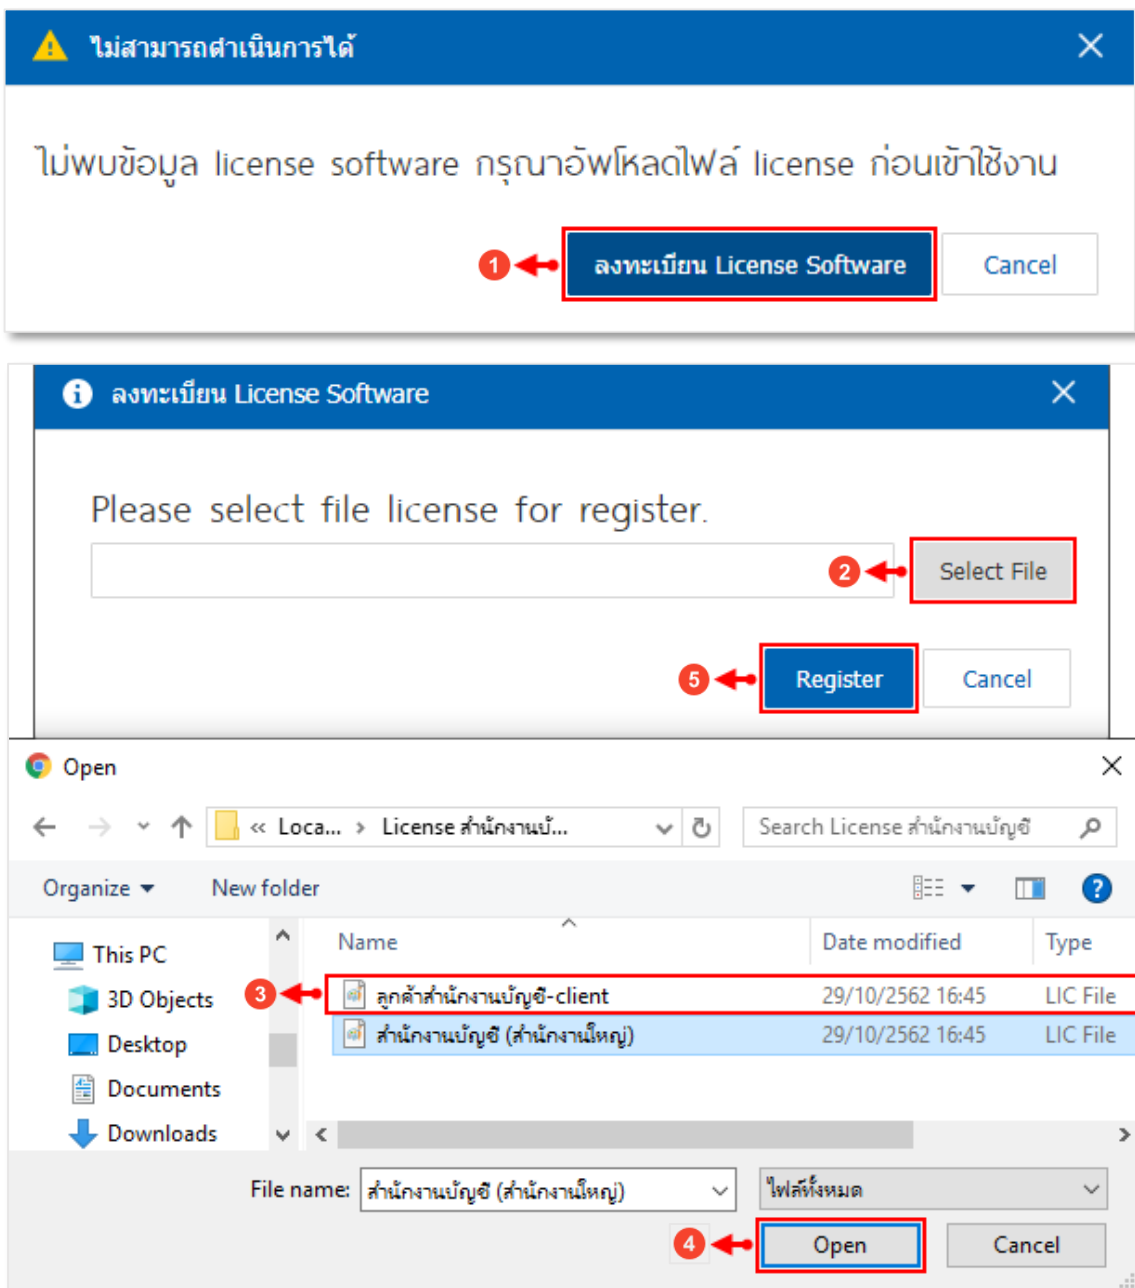 ไม่สามารถดำเนินการได้
ไม่พบข้อมูล license software กรุณาอัพโหลดไฟล์ license ก่อนเข้าใช้งาน
1 ลงทะเบียน License Software Cancel
ลงทะเบียน License Software
Please select file license for register.
2 Select File
5 Register Cancel
Open
« Loca... › License สำนักงานบั... Search License สำนักงานบัญชี
Organize New folder
Name Date modified Type
This PC
3D Objects
Desktop
Documents
Downloads
3 ลูกค้าสำนักงานบัญชี-client 29/10/2562 16:45 LIC File
สำนักงานบัญชี (สำนักงานใหญ่) 29/10/2562 16:45 LIC File
File name: สำนักงานบัญชี (สำนักงานใหญ่) ไฟล์ทั้งหมด
4 Open Cancel